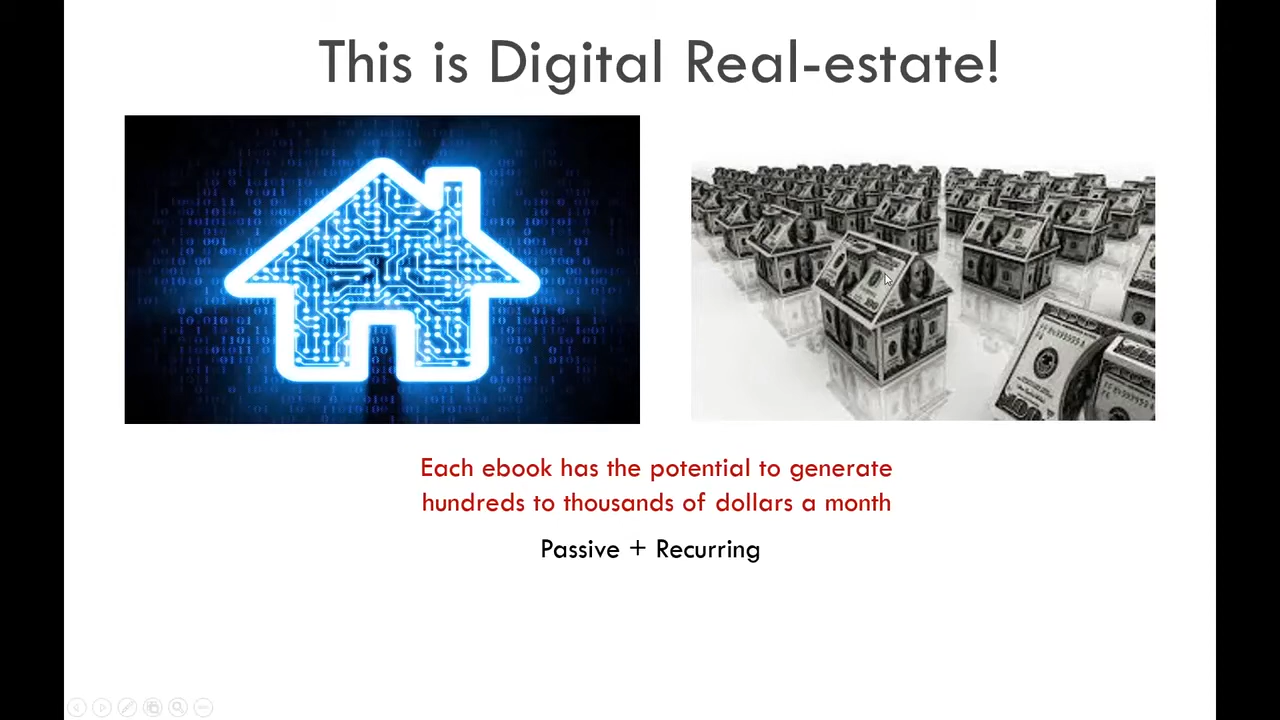 This is Digital Real-estate!
Each ebook has the potential to generate
hundreds to thousands of dollars a month
Passive + Recurring